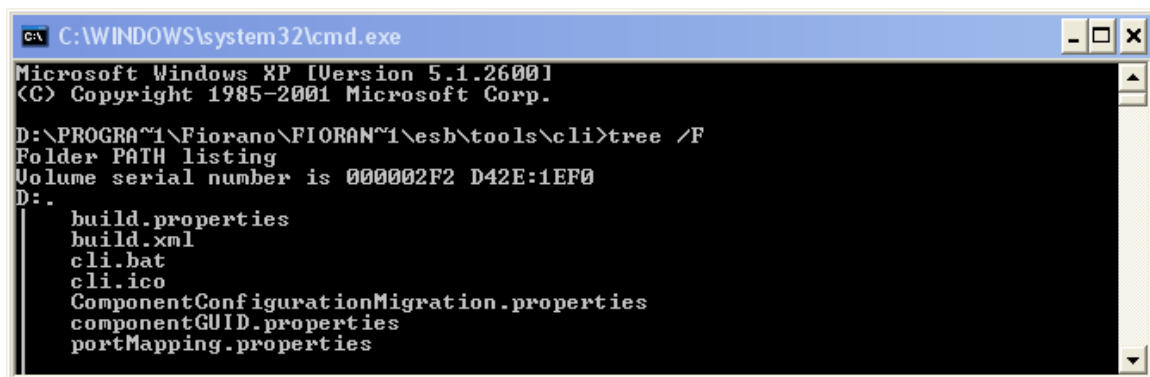 C:\WINDOWS\system32\cmd.exe
Microsoft Windows XP [Version 5.1.2600]
(C) Copyright 1985-2001 Microsoft Corp.
D:\PROGRA~1\Fiorano\FIORAN~1\esb\tools\cli>tree /F
Folder PATH listing
Volume serial number is 000002F2 D42E:1EF0
D:.
build.properties
build.xml
cli.bat
cli.ico
ComponentConfigurationMigration.properties
componentGUID.properties
portMapping.properties